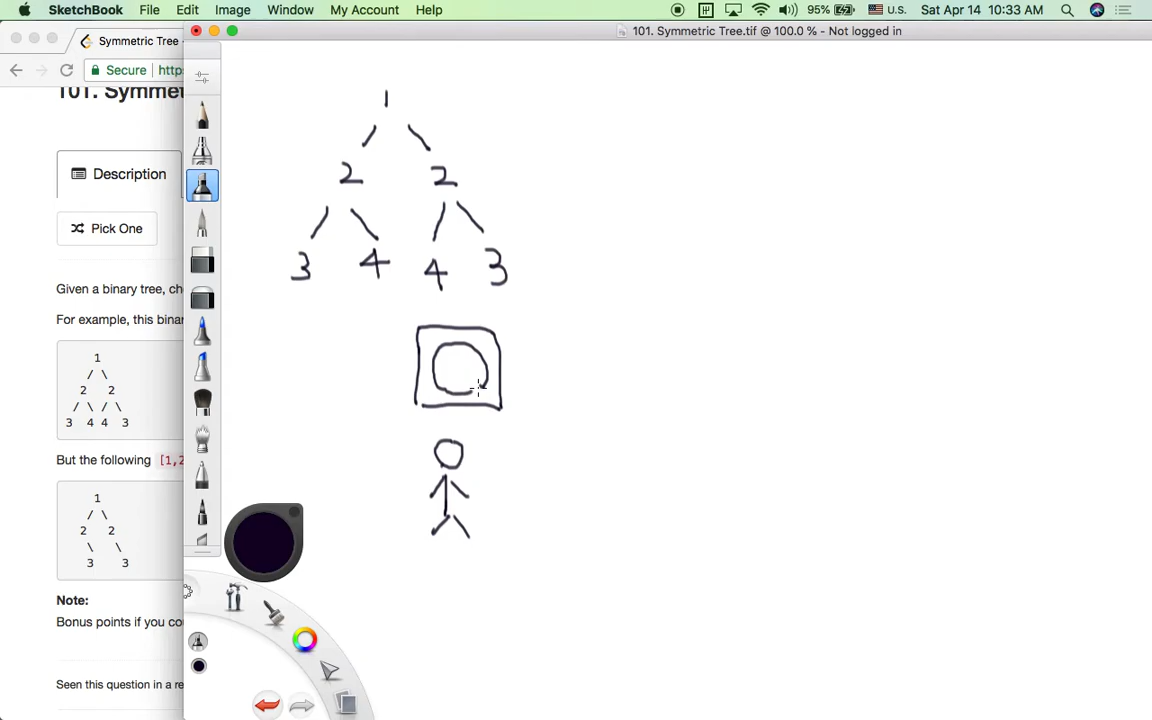 SketchBook File Edit Image Window My Account Help 95% U.S. Sat Apr 14 10:33 AM
Symmetric Tree -
101. Symmetric Tree.tif @ 100.0 % - Not logged in
Secure https
101. Symmet
Description
Pick One
Given a binary tree, ch
For example, this binar
1
/ \
2 2
/ \ / \
3 4 4 3
But the following [1,2
1
/ \
2 2
\ \
3 3
Note:
Bonus points if you cou
Seen this question in a re
1
2 2
3 4 4 3